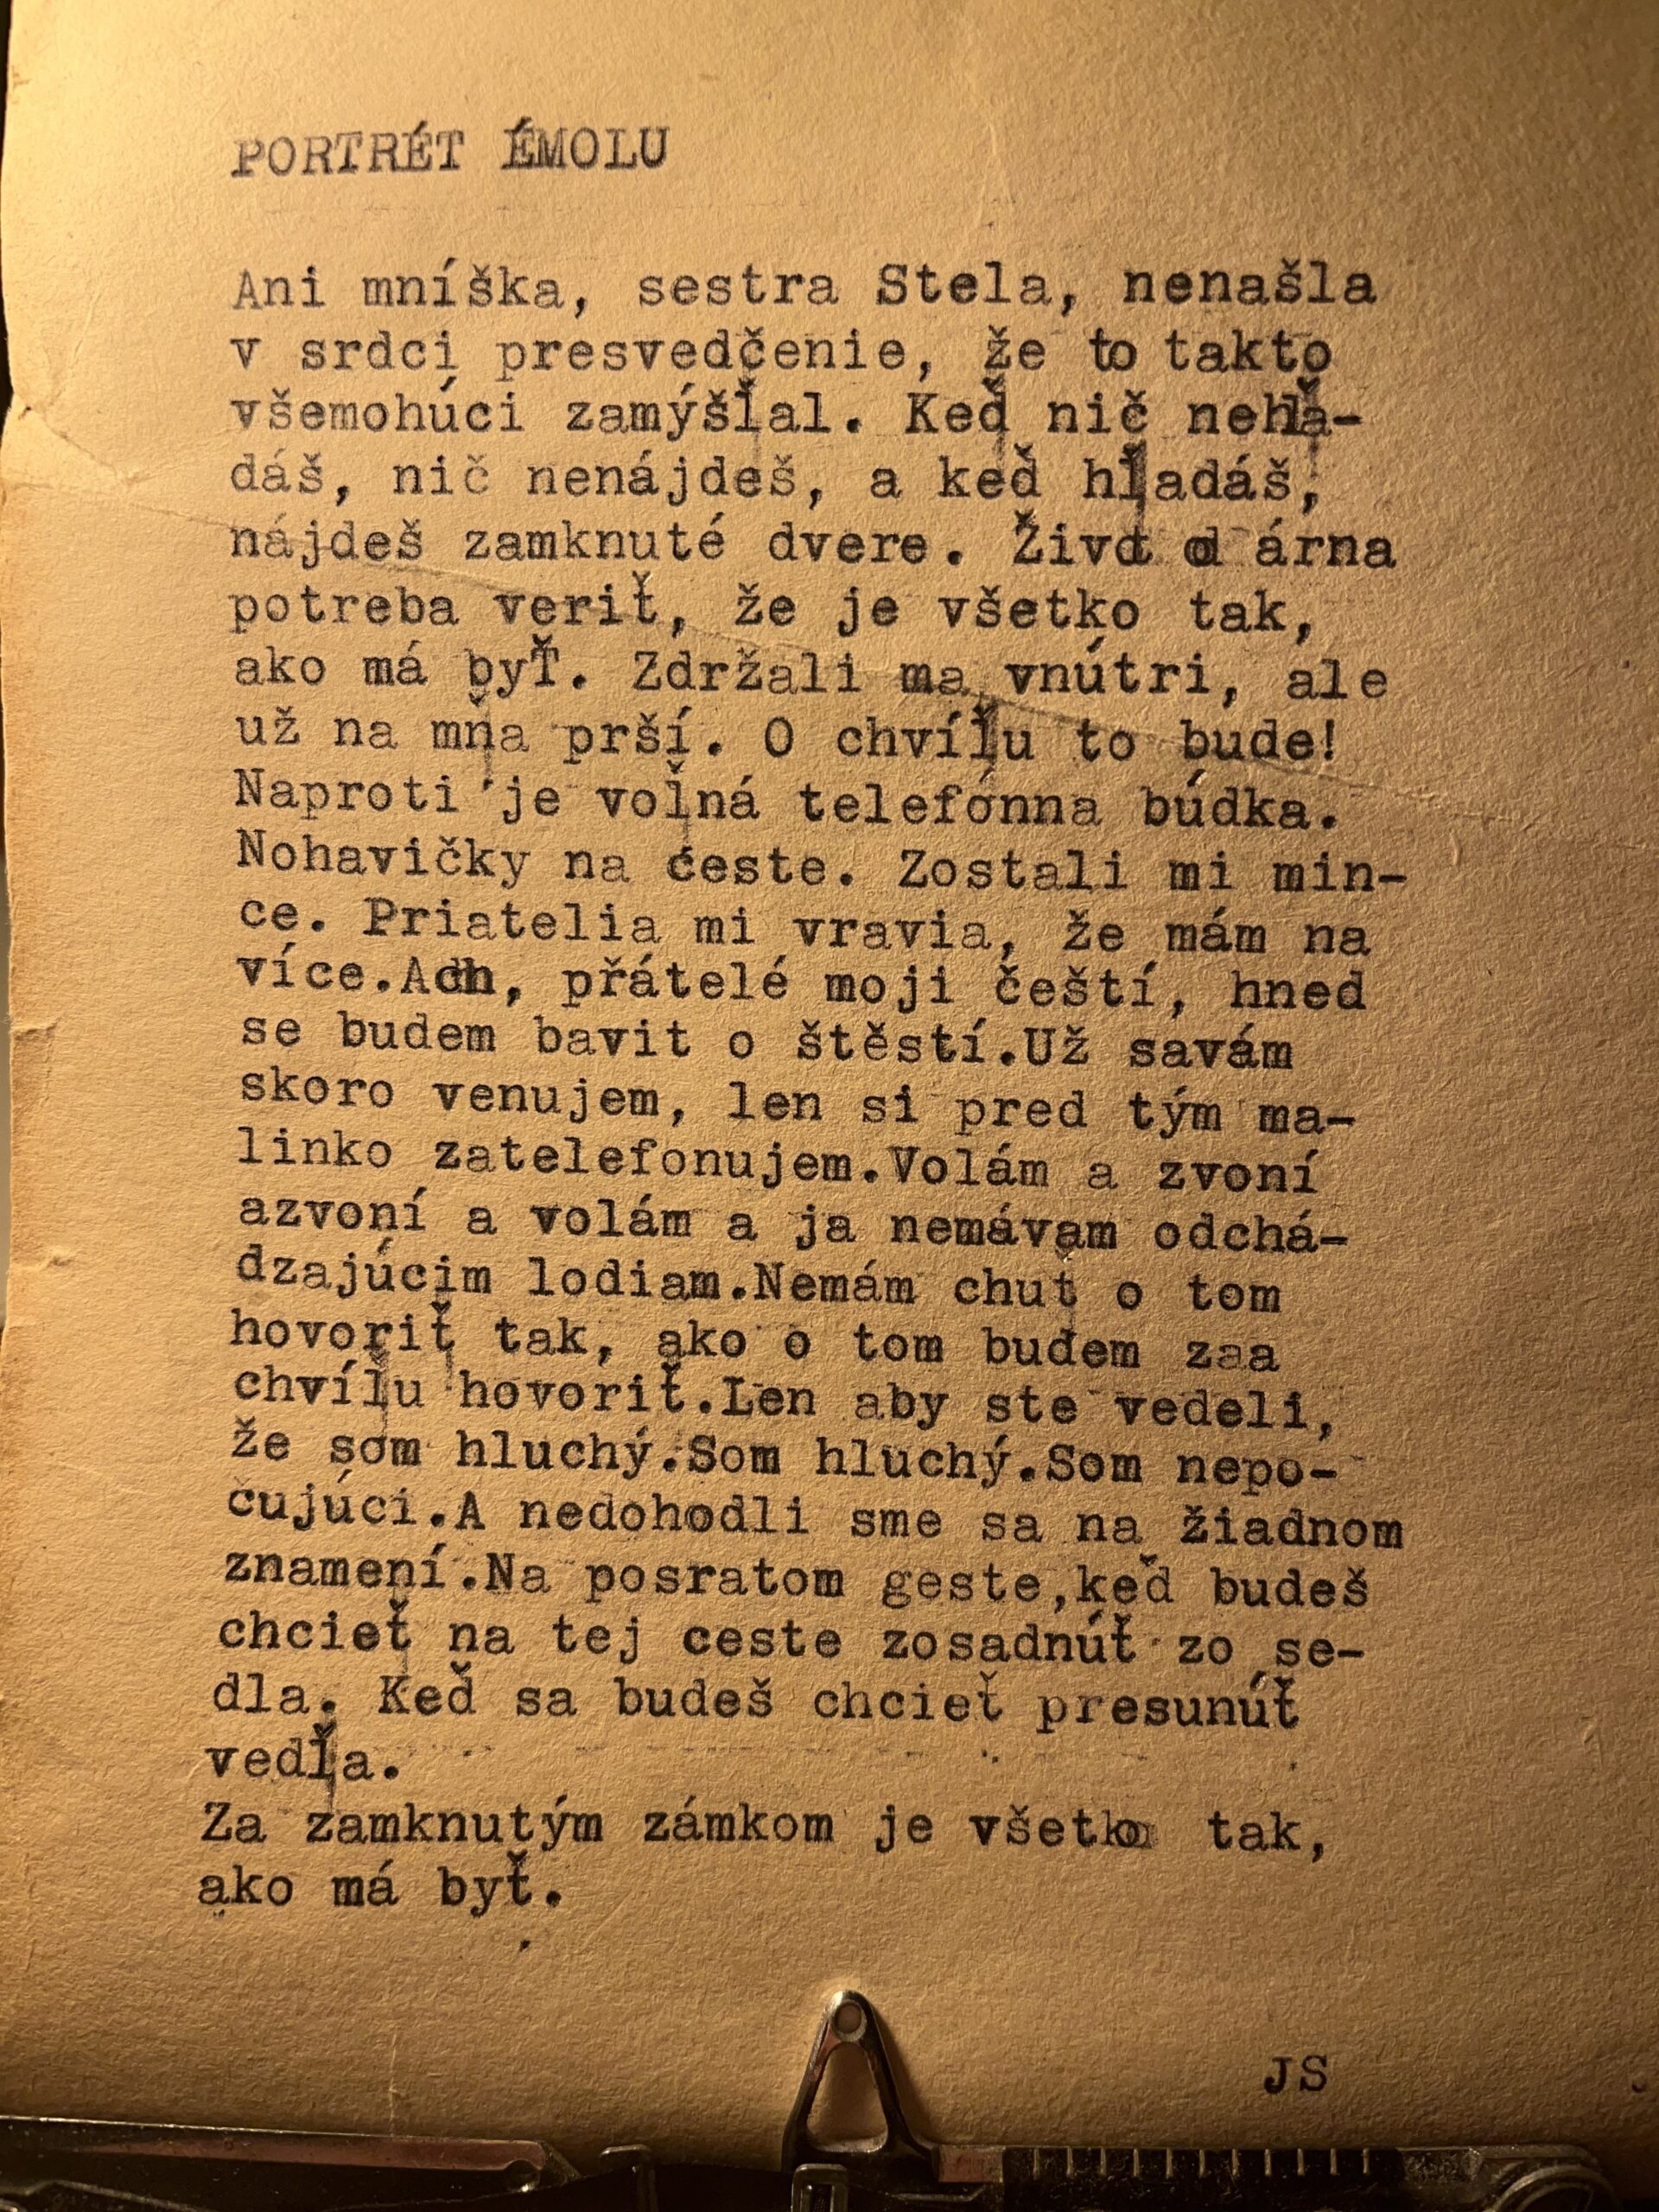 PORTRÉT ÉMOLU
Ani mníška, sestra Stela, nenašla
v srdci presvedčenie, že to takto
všemohúci zamýšľal. Keď nič nehľa-
dáš, nič nenájdeš, a keď hľadáš,
nájdeš zamknuté dvere. Život od árna
potreba veriť, že je všetko tak,
ako má byť. Zdržali ma vnútri, ale
už na mňa prší. O chvíľu to bude!
Naproti je voľná telefónna búdka.
Nohavičky na ceste. Zostali mi min-
ce. Priatelia mi vravia, že mám na
více.Ach, přátelé moji čeští, hned
se budem bavit o štěstí.Už savám
skoro venujem, len si pred tým ma-
linko zatelefonujem.Volám a zvoní
azvoní a volám a ja nemávam odchá-
dzajúcim lodiam.Nemám chuť o tom
hovoriť tak, ako o tom budem zaa
chvíľu hovoriť.Len aby ste vedeli,
že som hluchý.Som hluchý.Som nepo-
čujúci.A nedohodli sme sa na žiadnom
znamení.Na posratom geste,keď budeš
chcieť na tej ceste zosadnúť zo se-
dla. Keď sa budeš chcieť presunúť
vedľa.
Za zamknutým zámkom je všetko tak,
ako má byť.
JS